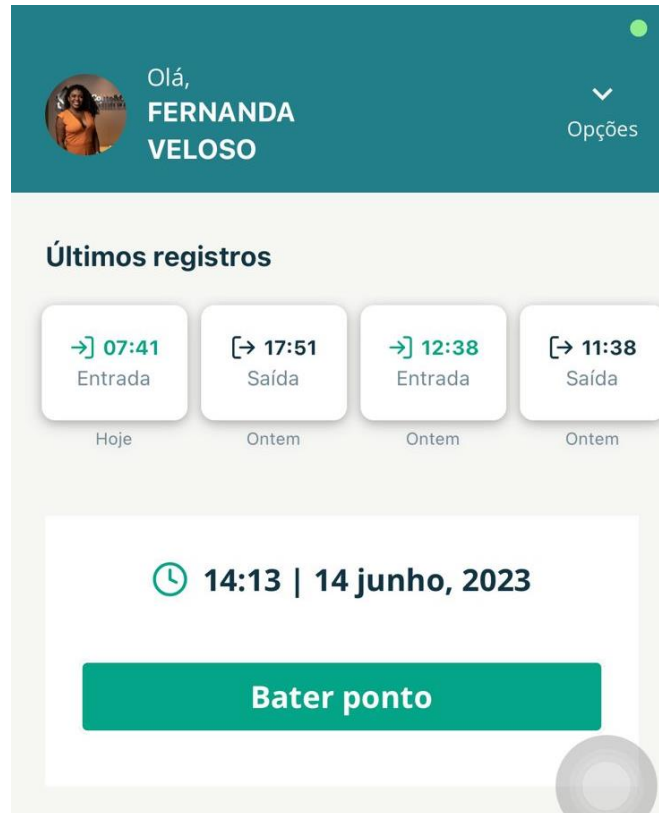 Olá,
FERNANDA
VELOSO
Opções
Últimos registros
07:41
Entrada
Hoje
17:51
Saída
Ontem
12:38
Entrada
Ontem
11:38
Saída
Ontem
14:13 | 14 junho, 2023
Bater ponto